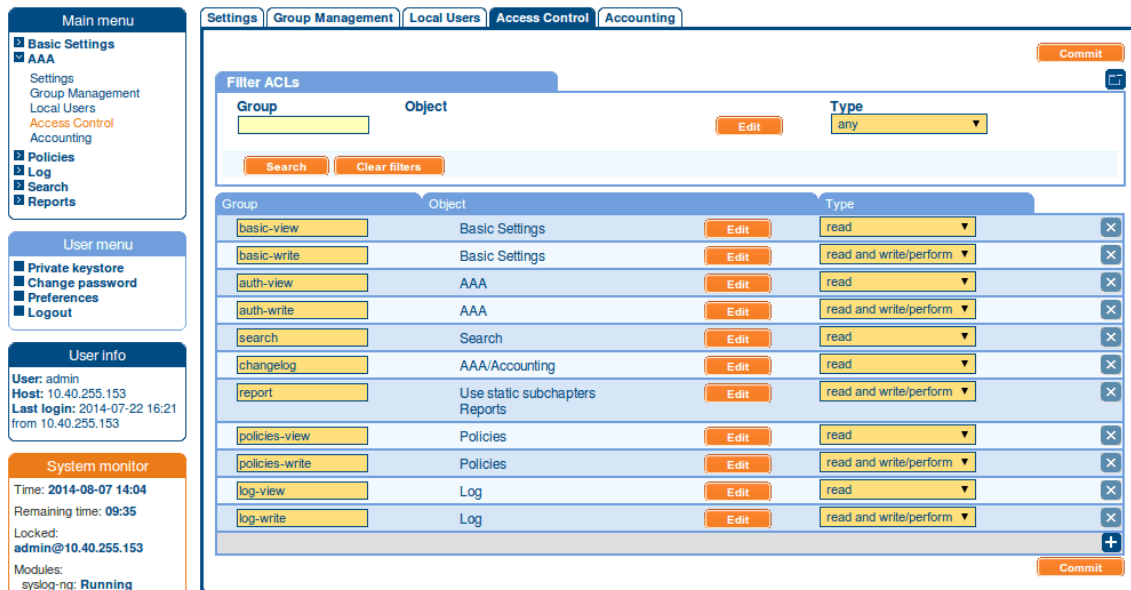 Main menu
Basic Settings
AAA
Settings
Group Management
Local Users
Access Control
Accounting
Policies
Log
Search
Reports
User menu
Private keystore
Change password
Preferences
Logout
User info
User: admin
Host: 10.40.255.153
Last login: 2014-07-22 16:21
from 10.40.255.153
System monitor
Time: 2014-08-07 14:04
Remaining time: 09:35
Locked:
admin@10.40.255.153
Modules:
syslog-ng: Running
Settings Group Management Local Users Access Control Accounting
Commit
Filter ACLs
Group Object Type
Edit any
Search Clear filters
Group Object Type
basic-view Basic Settings Edit read
basic-write Basic Settings Edit read and write/perform
auth-view AAA Edit read
auth-write AAA Edit read and write/perform
search Search Edit read
changelog AAA/Accounting Edit read
report Use static subchapters Edit read and write/perform
Reports
policies-view Policies Edit read
policies-write Policies Edit read and write/perform
log-view Log Edit read
log-write Log Edit read and write/perform
Commit